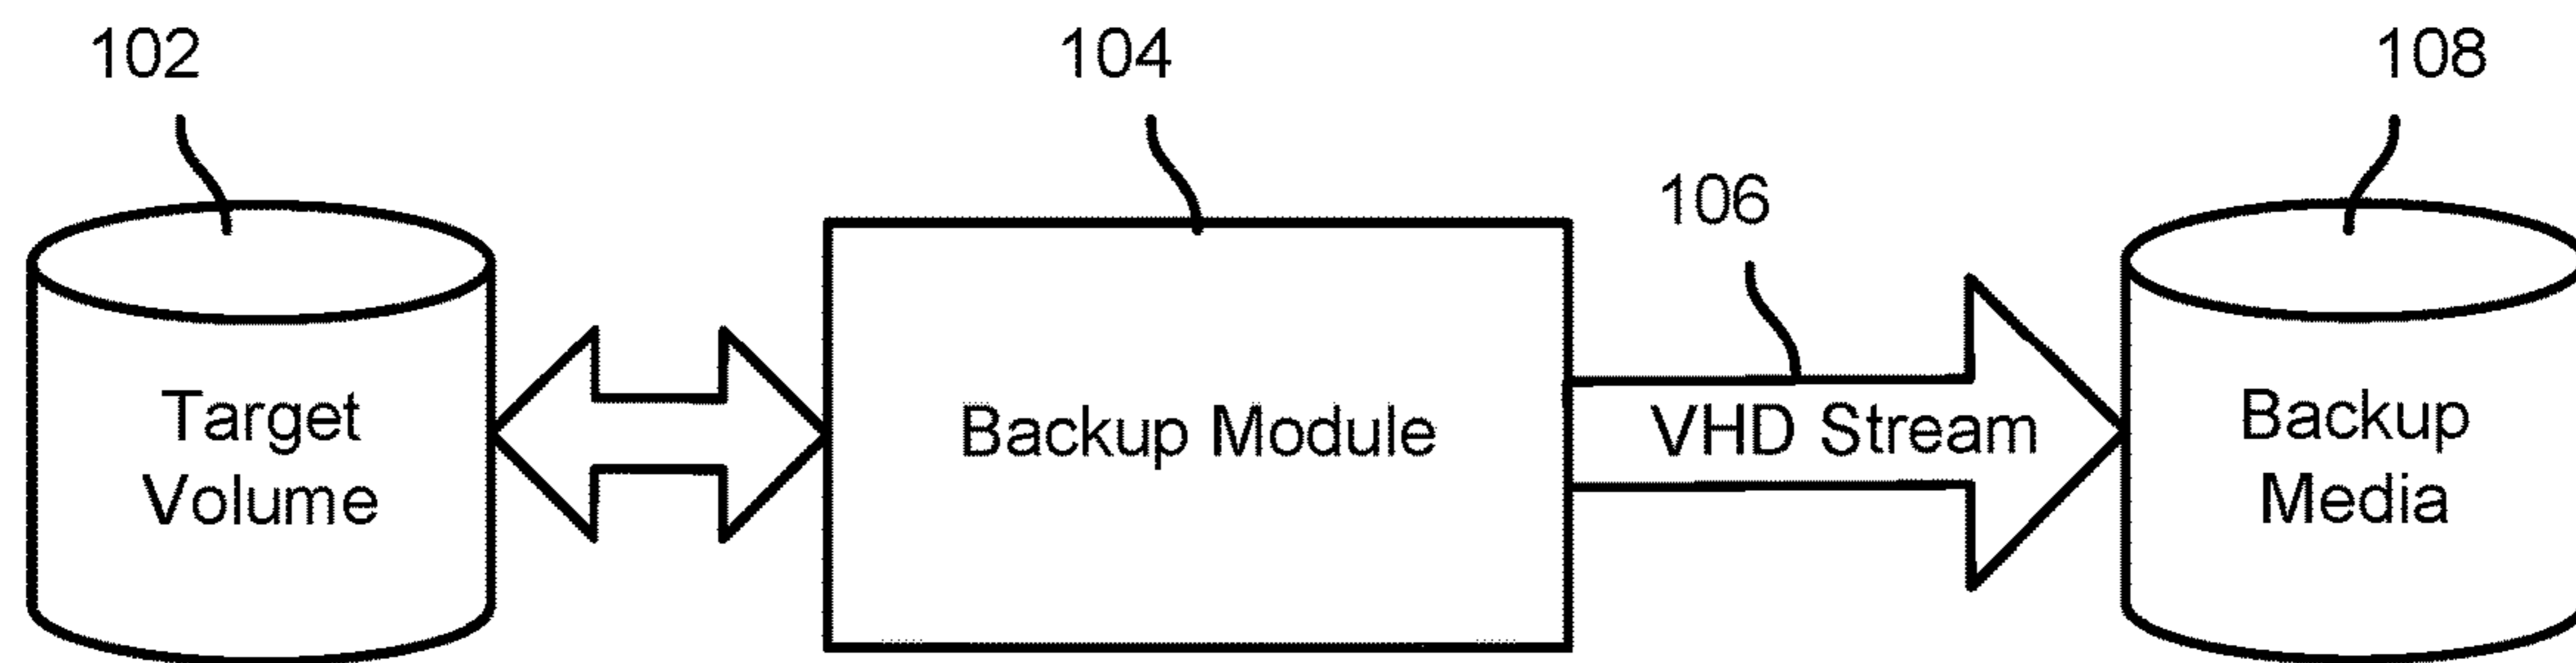 102
104
108
106
Target
Volume
Backup Module
VHD Stream
Backup
Media